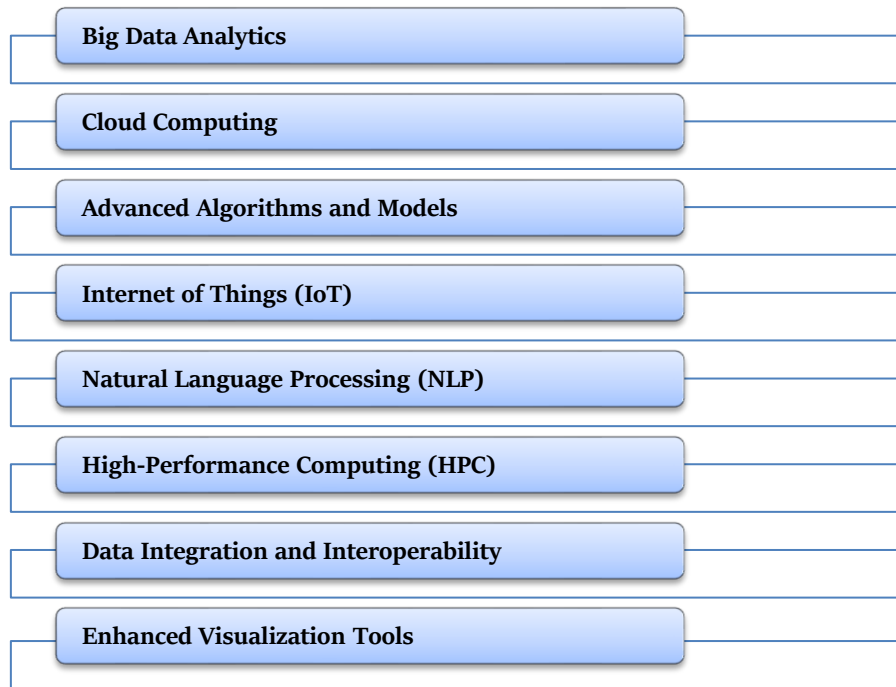 Big Data Analytics
Cloud Computing
Advanced Algorithms and Models
Internet of Things (IoT)
Natural Language Processing (NLP)
High-Performance Computing (HPC)
Data Integration and Interoperability
Enhanced Visualization Tools